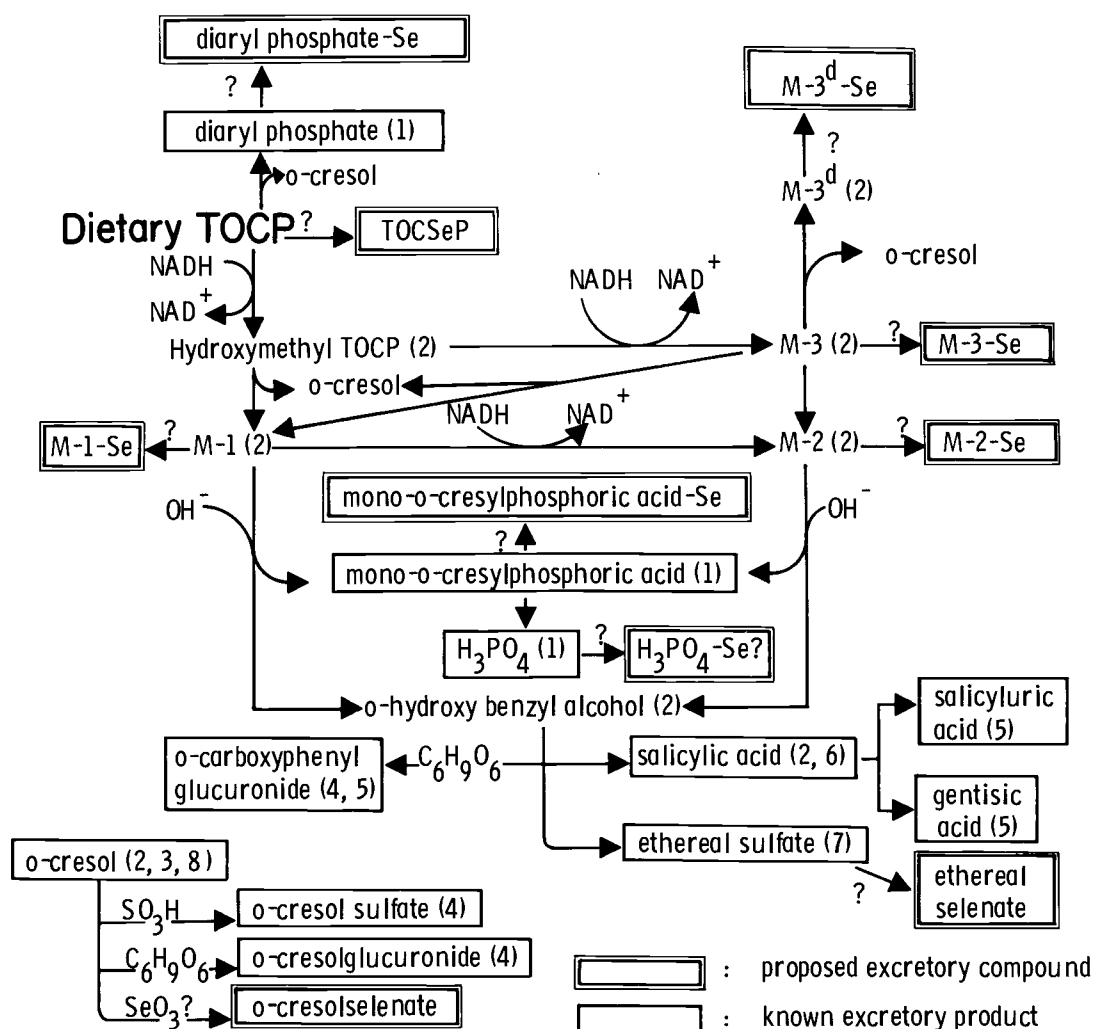 diaryl phosphate-Se
?
diaryl phosphate (1)
o-cresol
Dietary TOCP
?
TOCSeP
M-3d-Se
?
M-3d (2)
o-cresol
NADH
NAD+
Hydroxymethyl TOCP (2)
NADH NAD+
M-3 (2)
?
M-3-Se
o-cresol
NADH NAD+
M-1-Se
?
M-1 (2)
M-2 (2)
?
M-2-Se
OH-
mono-o-cresylphosphoric acid-Se
OH-
?
mono-o-cresylphosphoric acid (1)
H3PO4 (1)
?
H3PO4-Se?
o-hydroxy benzyl alcohol (2)
o-carboxyphenyl
glucuronide (4, 5)
C6H9O6
salicylic acid (2, 6)
salicyluric
acid (5)
gentisic
acid (5)
ethereal sulfate (7)
?
ethereal
selenate
o-cresol (2, 3, 8)
SO3H
o-cresol sulfate (4)
C6H9O6
o-cresolglucuronide (4)
SeO3?
o-cresolselenate
: proposed excretory compound
: known excretory product